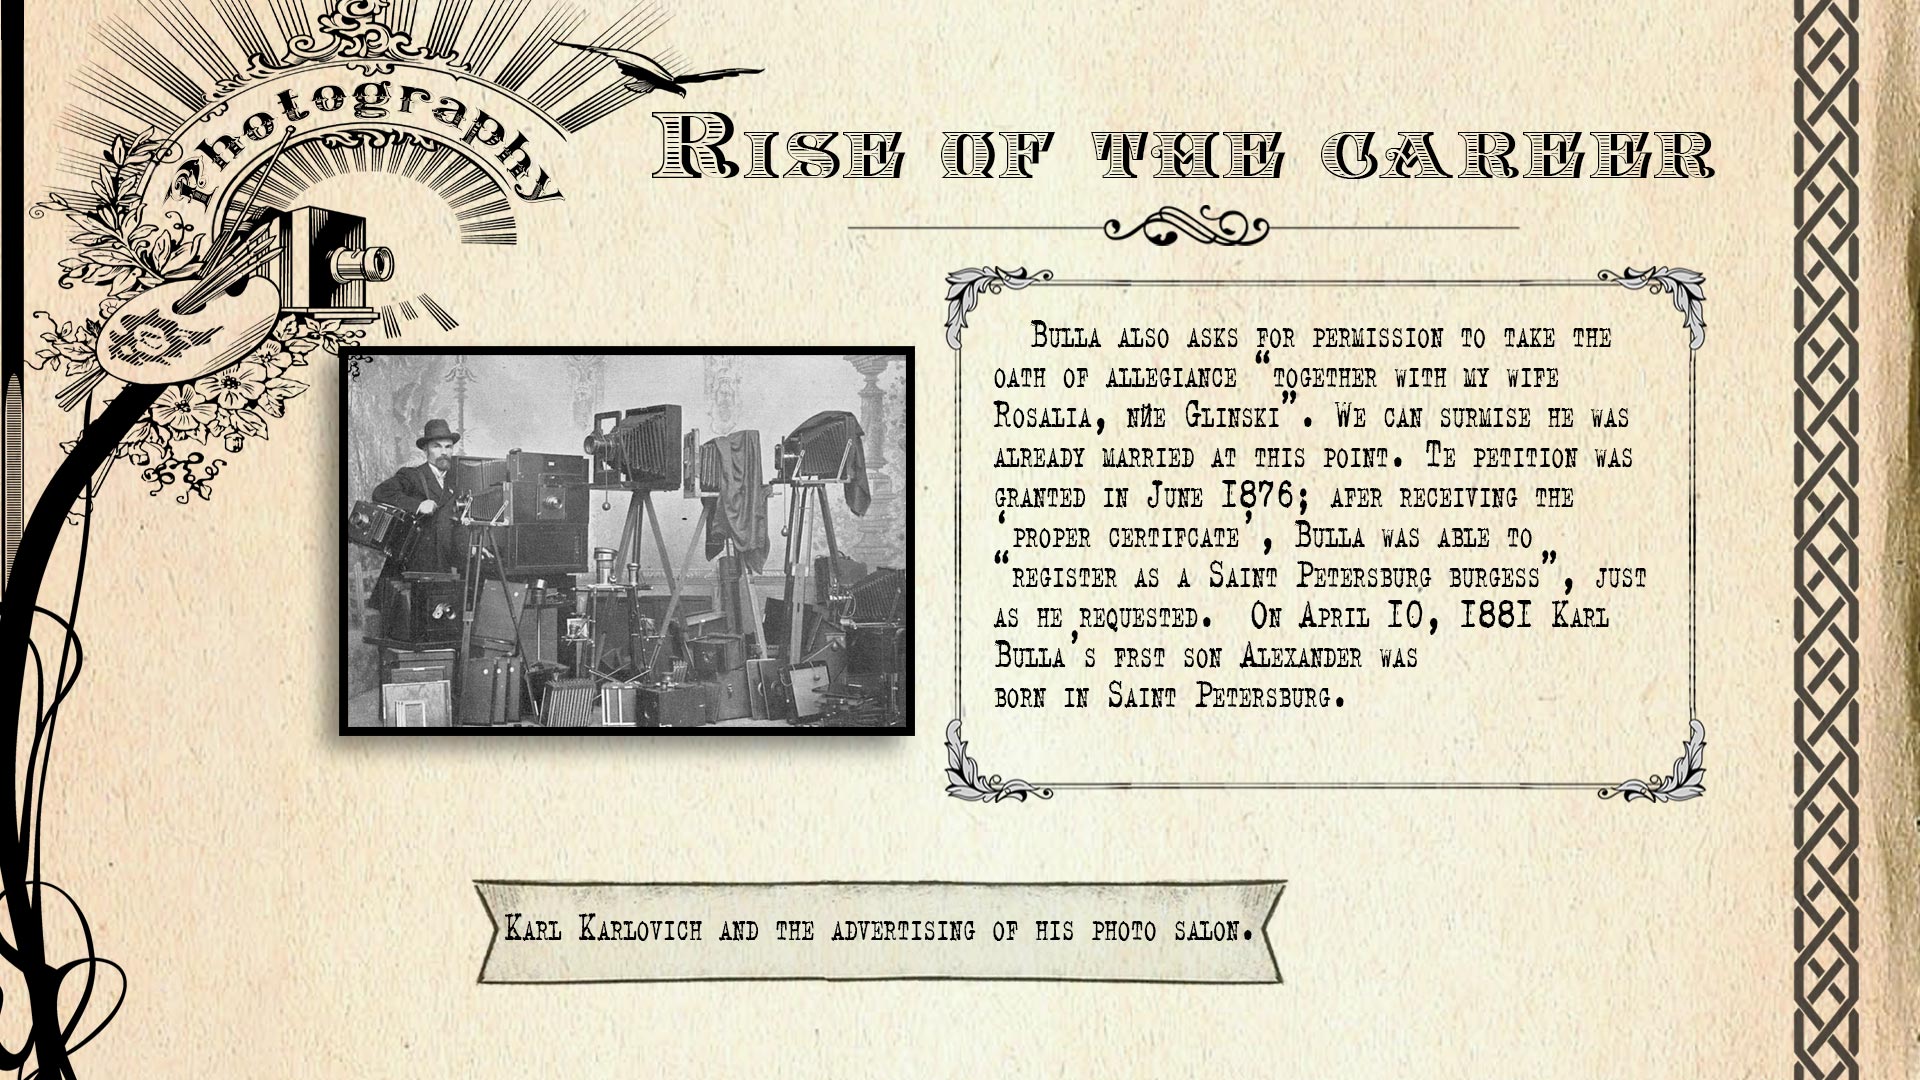 Photography
Rise of the career
Bulla also asks for permission to take the
oath of allegiance “together with my wife
Rosalia, nйe Glinski”. We can surmise he was
already married at this point. Te petition was
granted in June 1876; afer receiving the
‘proper certifcate’, Bulla was able to
“register as a Saint Petersburg burgess”, just
as he requested. On April 10, 1881 Karl
Bulla’s frst son Alexander was
born in Saint Petersburg.
Karl Karlovich and the advertising of his photo salon.